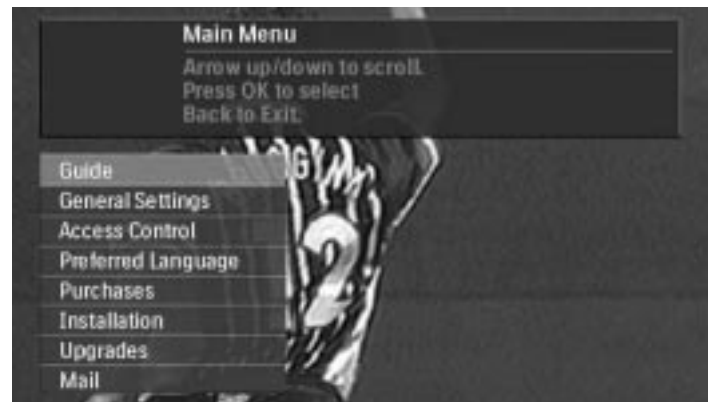 Main Menu
Arrow up/down to scroll.
Press OK to select
Back to Exit.
Guide
General Settings
Access Control
Preferred Language
Purchases
Installation
Upgrades
Mail
2